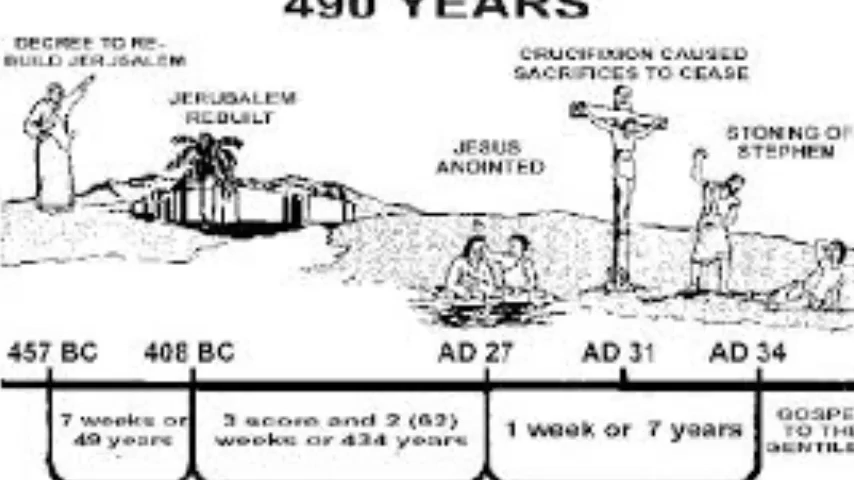 490 YEARS
DECREE TO RE-
BUILD JERUSALEM
JERUSALEM
REBUILT
JESUS
ANOINTED
CRUCIFIXION CAUSED
SACRIFICES TO CEASE
STONING OF
STEPHEN
457 BC
408 BC
AD 27
AD 31
AD 34
7 weeks or
49 years
3 score and 2 (62)
weeks or 434 years
1 week or 7 years
GOSPE
TO TH
GENTILE